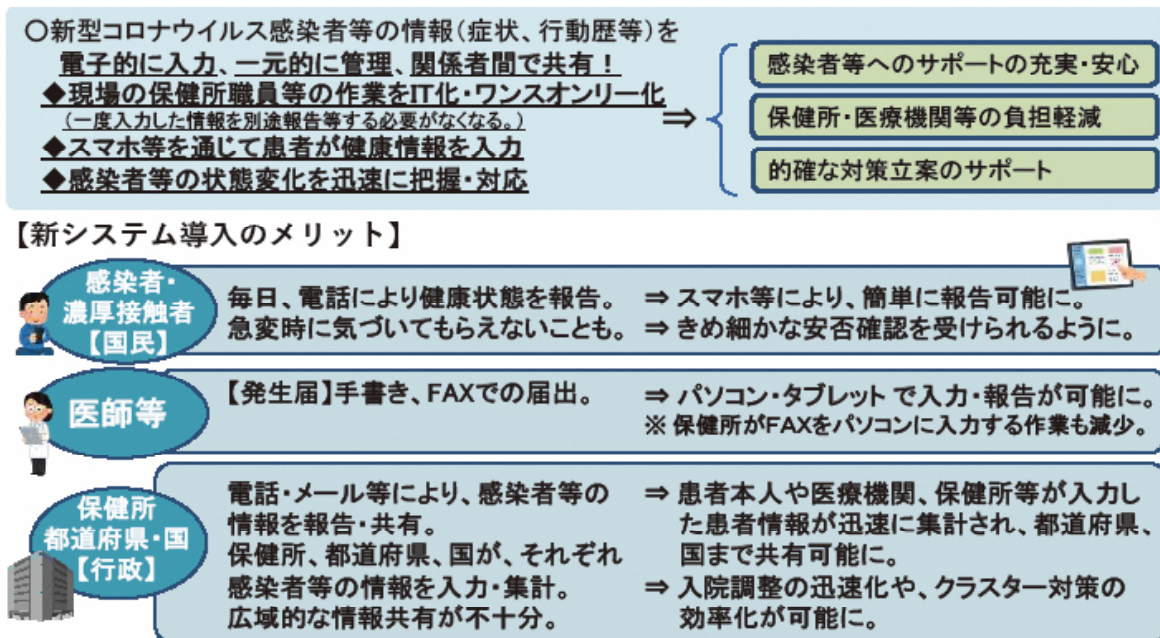 ○新型コロナウイルス感染者等の情報(症状、行動歴等)を
電子的に入力、一元的に管理、関係者間で共有!
◆現場の保健所職員等の作業をIT化・ワンスオンリー化
(一度入力した情報を別途報告等する必要がなくなる。)
◆スマホ等を通じて患者が健康情報を入力
◆感染者等の状態変化を迅速に把握・対応
⇒
感染者等へのサポートの充実・安心
保健所・医療機関等の負担軽減
的確な対策立案のサポート
【新システム導入のメリット】
感染者・
濃厚接触者
【国民】
毎日、電話により健康状態を報告。
急変時に気づいてもらえないことも。
⇒ スマホ等により、簡単に報告可能に。
⇒ きめ細かな安否確認を受けられるように。
医師等
【発生届】手書き、FAXでの届出。
⇒ パソコン・タブレット で入力・報告が可能に。
※ 保健所がFAXをパソコンに入力する作業も減少。
保健所
都道府県・国
【行政】
電話・メール等により、感染者等の
情報を報告・共有。
保健所、都道府県、国が、それぞれ
感染者等の情報を入力・集計。
広域的な情報共有が不十分。
⇒ 患者本人や医療機関、保健所等が入力し
た患者情報が迅速に集計され、都道府県、
国まで共有可能に。
⇒ 入院調整の迅速化や、クラスター対策の
効率化が可能に。